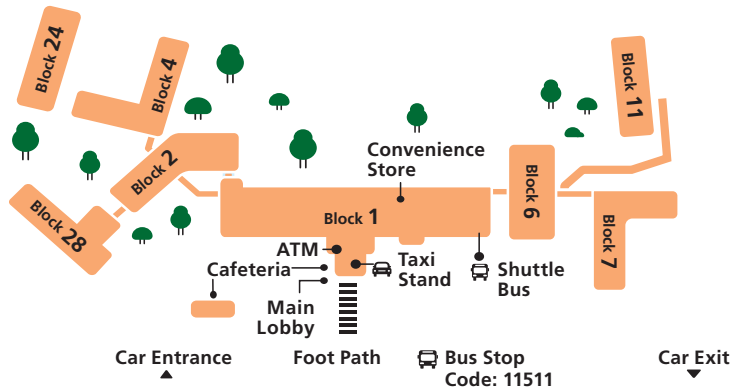 Block 24
Block 4
Block 11
Convenience
Store
Block 2
Block 28
Block 1
Block 6
Block 7
ATM
Cafeteria
Taxi
Stand
Shuttle
Bus
Main
Lobby
Car Entrance
Foot Path
Bus Stop
Code: 11511
Car Exit